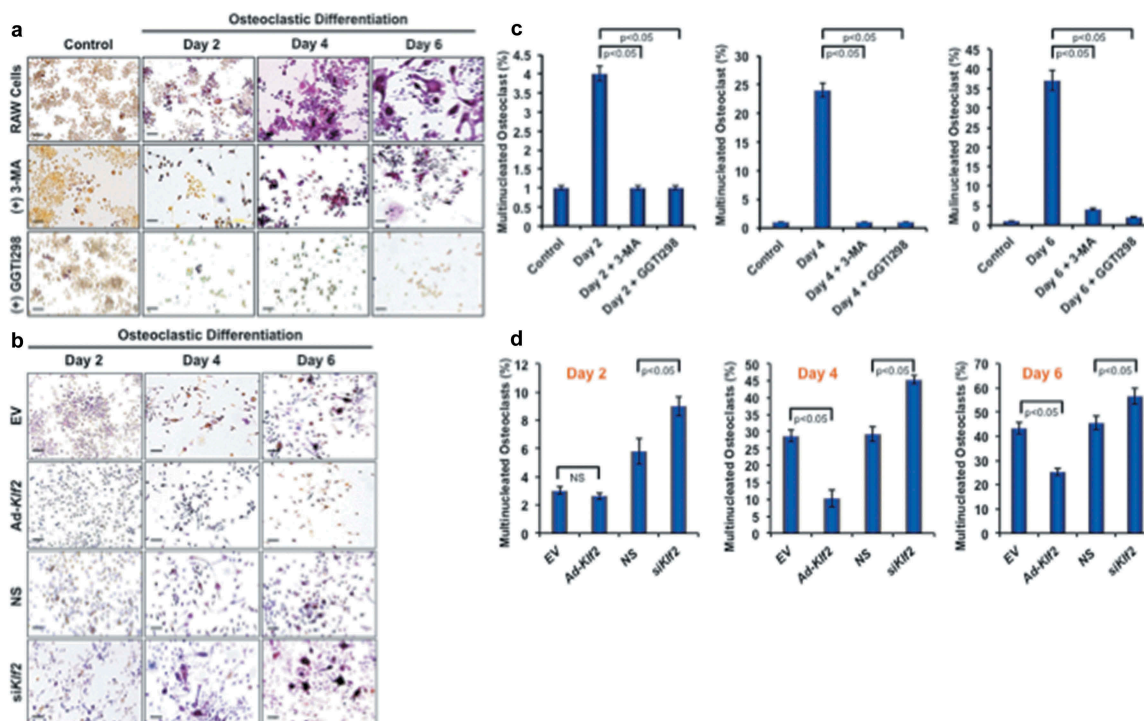 a
Osteoclastic Differentiation
Control
Day 2
Day 4
Day 6
RAW Cells
(+) 3-MA
(+) GGTI298
b
Osteoclastic Differentiation
Day 2
Day 4
Day 6
EV
Ad-Klf2
NS
siKlf2
c
Multinucleated Osteoclast (%)
4.5
4
3.5
3
2.5
2
1.5
1
0.5
0
p<0.05
p<0.05
Control
Day 2
Day 2 + 3-MA
Day 2 + GGTI298
Multinucleated Osteoclast (%)
30
25
20
15
10
5
0
p<0.05
p<0.05
Control
Day 4
Day 4 + 3-MA
Day 4 + GGTI298
Mulinucleated Osteoclast (%)
45
40
35
30
25
20
15
10
5
0
p<0.05
p<0.05
Control
Day 6
Day 6 + 3-MA
Day 6 + GGTI298
d
Multinucleated Osteoclasts (%)
12
10
8
6
4
2
0
Day 2
NS
p<0.05
EV
Ad-Klf2
NS
siKlf2
Multinucleated Osteoclasts (%)
50
45
40
35
30
25
20
15
10
5
0
Day 4
p<0.05
p<0.05
EV
Ad-Klf2
NS
siKlf2
Multinucleated Osteoclasts (%)
70
60
50
40
30
20
10
0
Day 6
p<0.05
p<0.05
EV
Ad-Klf2
NS
siKlf2